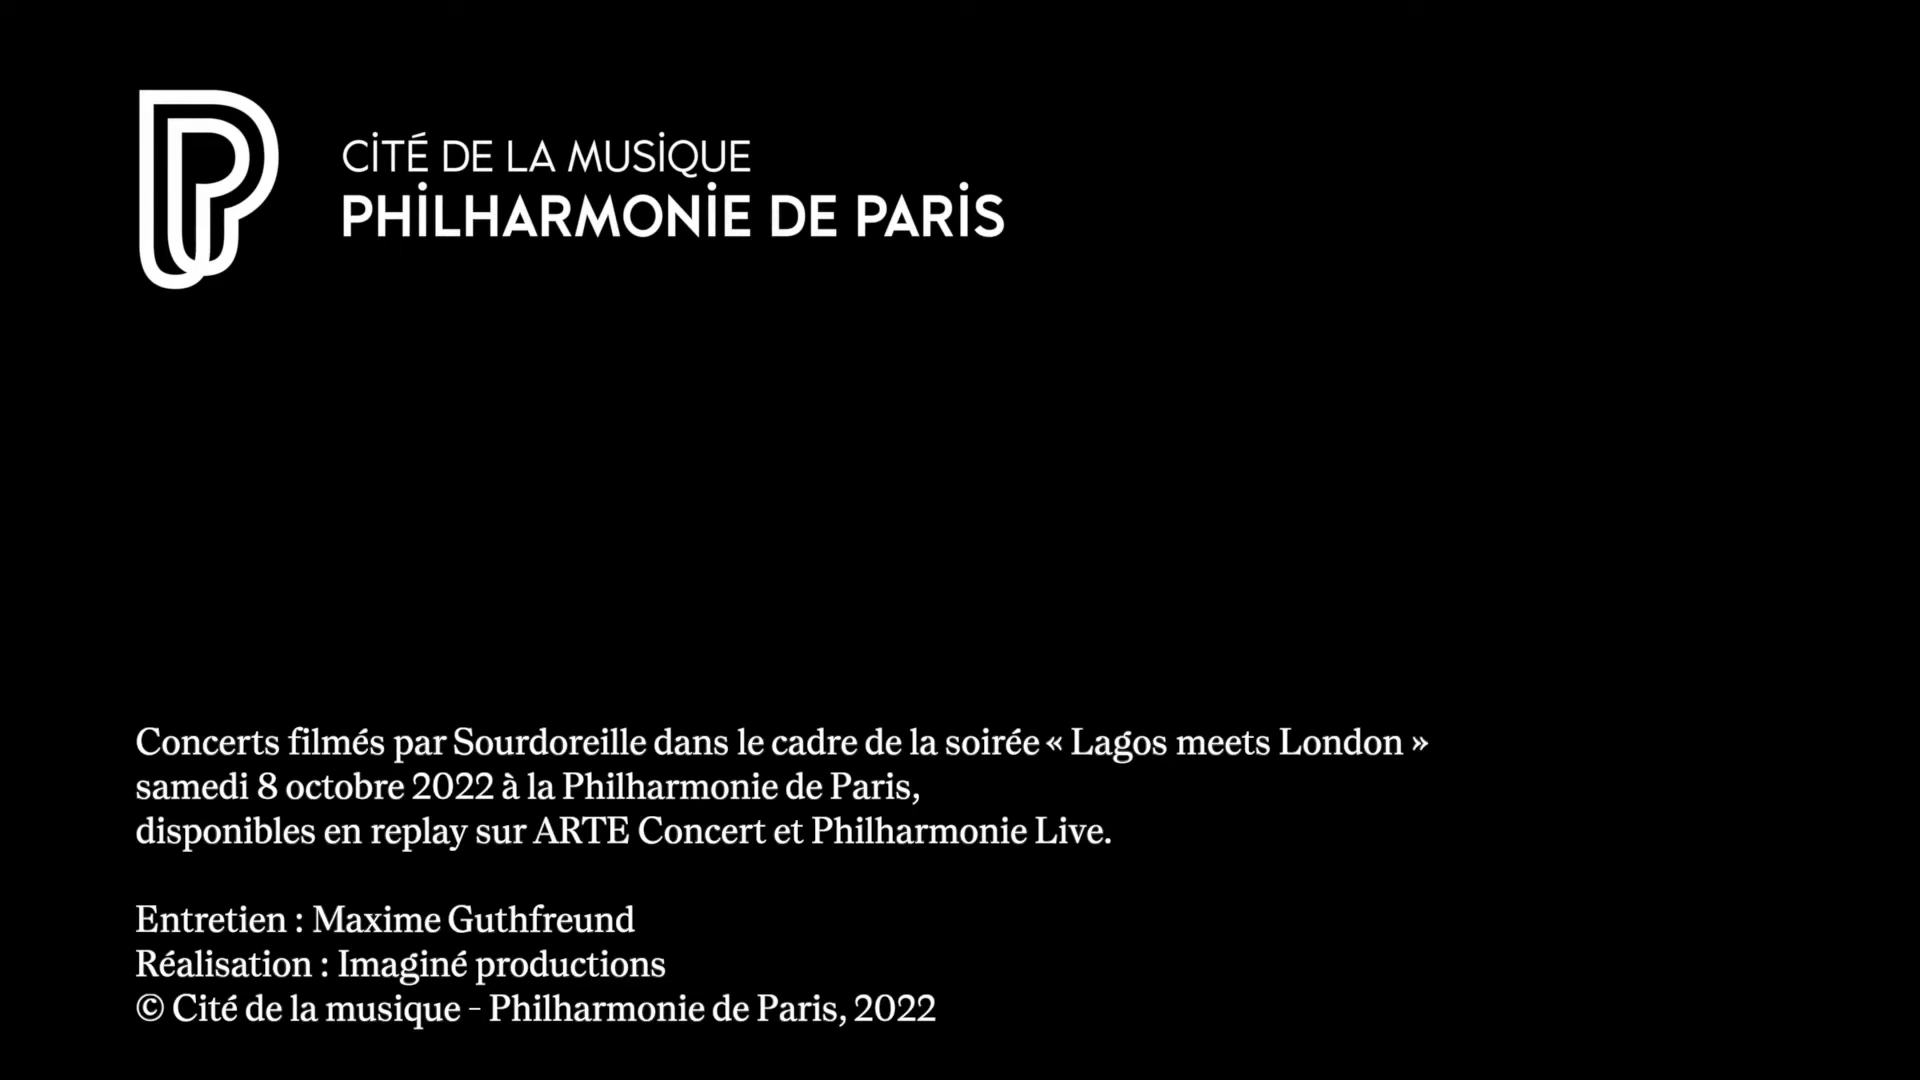 CITÉ DE LA MUSIQUE
PHILHARMONIE DE PARIS
Concerts filmés par Sourdoreille dans le cadre de la soirée « Lagos meets London »
samedi 8 octobre 2022 à la Philharmonie de Paris,
disponibles en replay sur ARTE Concert et Philharmonie Live.
Entretien : Maxime Guthfreund
Réalisation : Imaginé productions
© Cité de la musique - Philharmonie de Paris, 2022